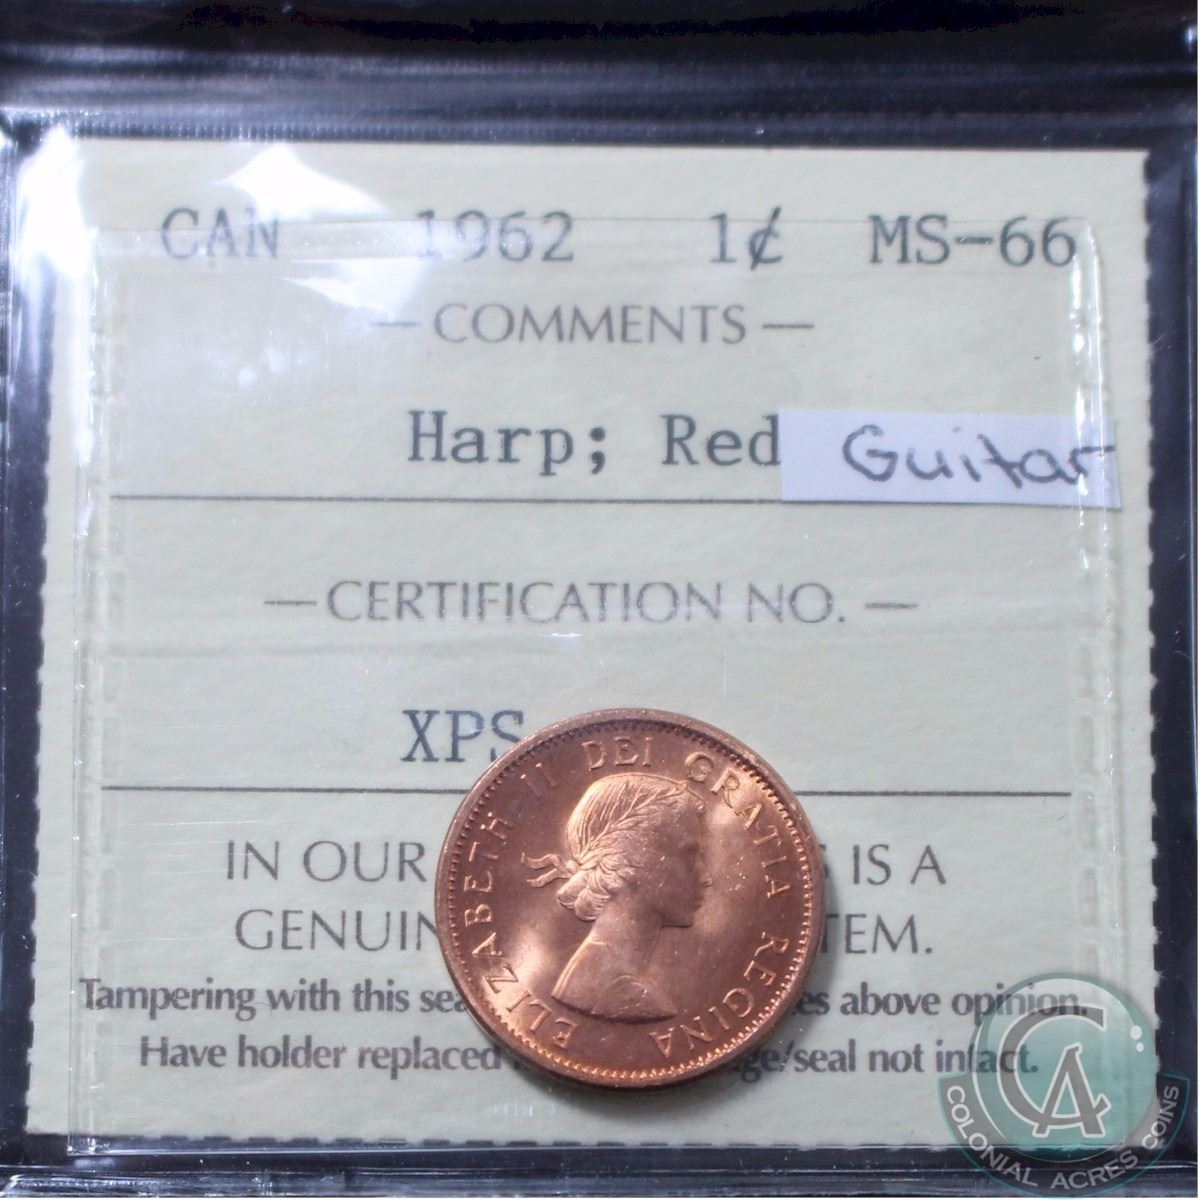 CAN 1962 1¢ MS-66
— COMMENTS —
Harp; Red Guitar
— CERTIFICATION NO. —
XPS
ELIZABETH II DEI GRATIA REGINA
IN OUR IS A
GENUIN TEM.
Tampering with this sea es above opinion.
Have holder replaced ge/seal not intact.
CA
COLONIAL ACRES COINS